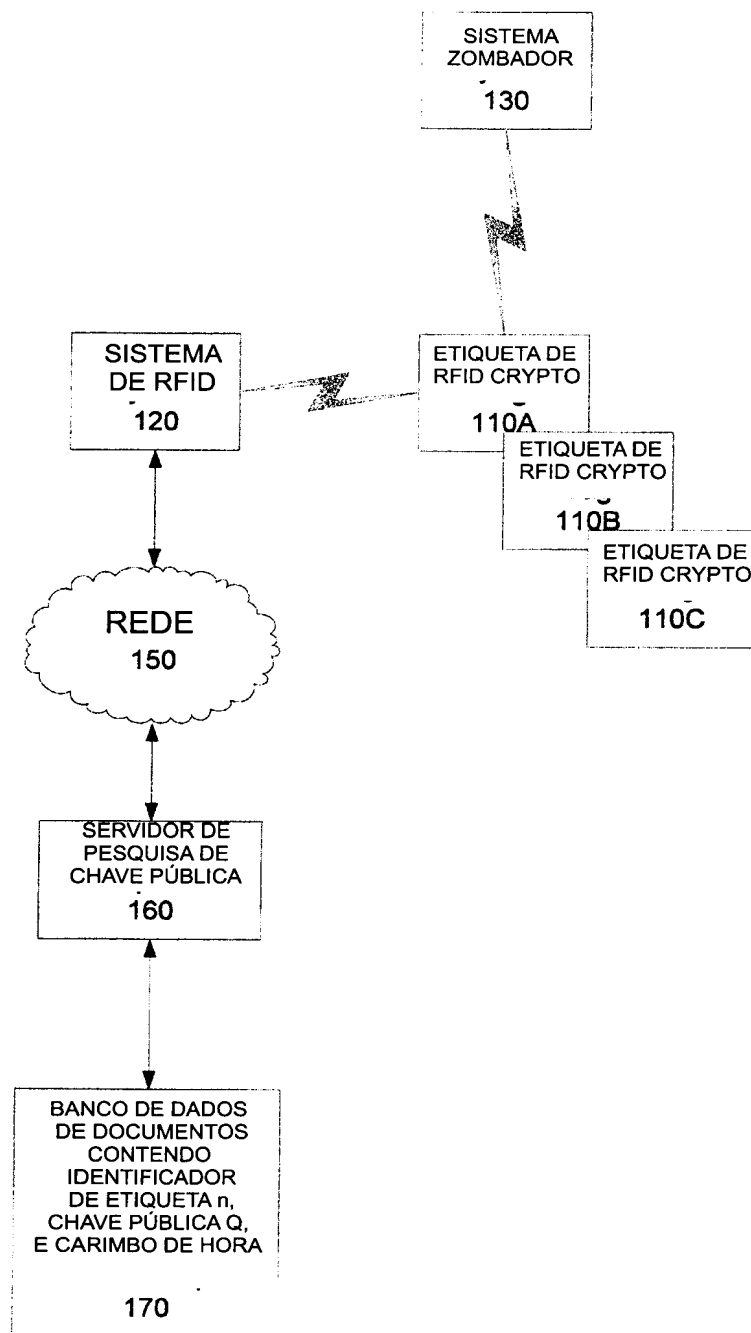 SISTEMA
ZOMBADOR
130
SISTEMA
DE RFID
120
ETIQUETA DE
RFID CRYPTO
110A
ETIQUETA DE
RFID CRYPTO
110B
ETIQUETA DE
RFID CRYPTO
110C
REDE
150
SERVIDOR DE
PESQUISA DE
CHAVE PÚBLICA
160
BANCO DE DADOS
DE DOCUMENTOS
CONTENDO
IDENTIFICADOR
DE ETIQUETA n,
CHAVE PÚBLICA Q,
E CARIMBO DE HORA
170